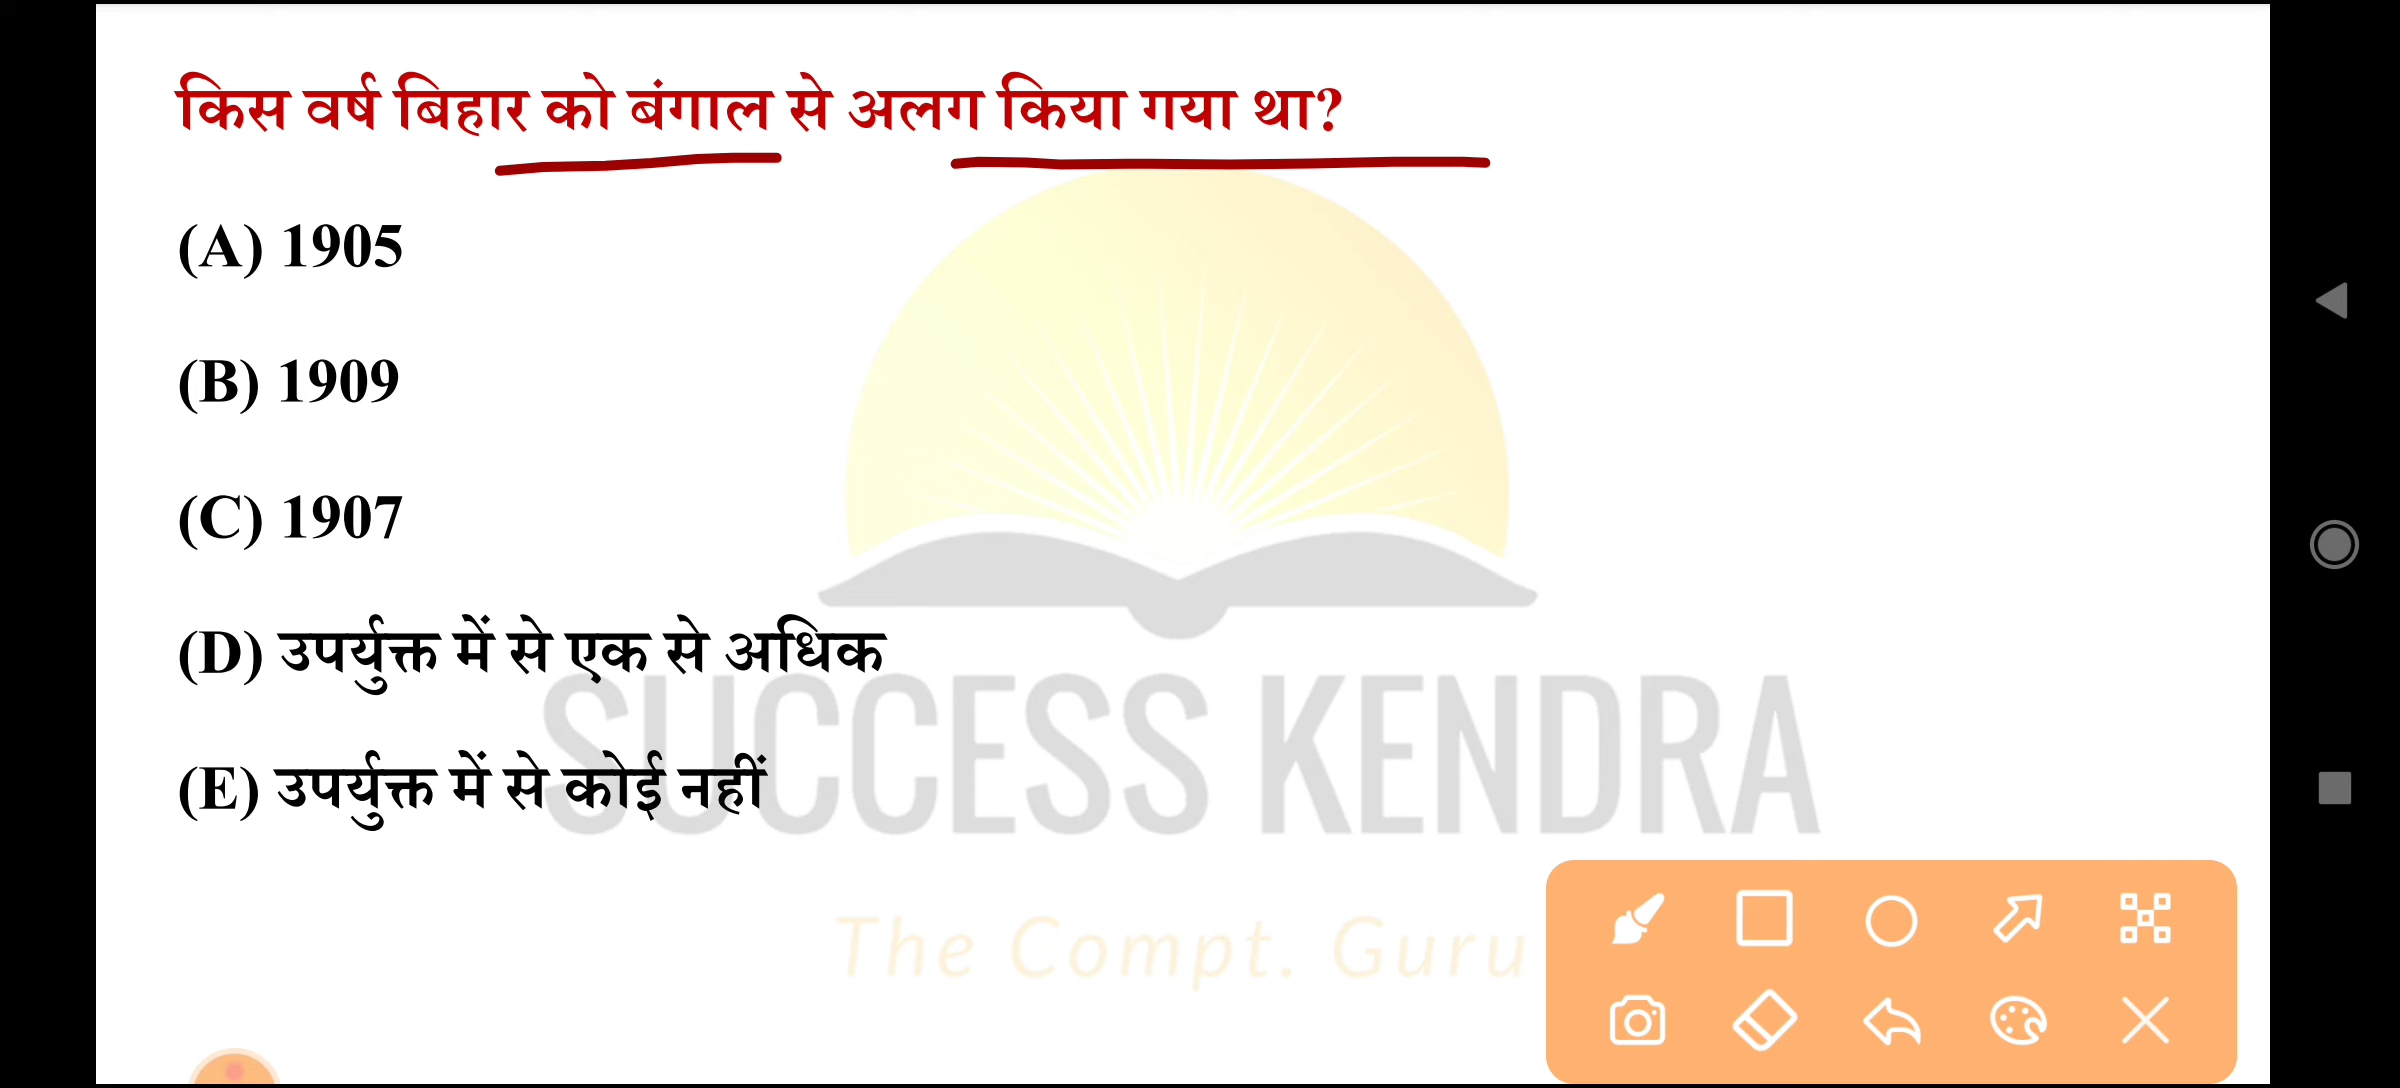 किस वर्ष बिहार को बंगाल से अलग किया गया था?
(A) 1905
(B) 1909
(C) 1907
(D) उपर्युक्त में से एक से अधिक
(E) उपर्युक्त में से कोई नहीं
SUCCESS KENDRA
The Compt. Guru